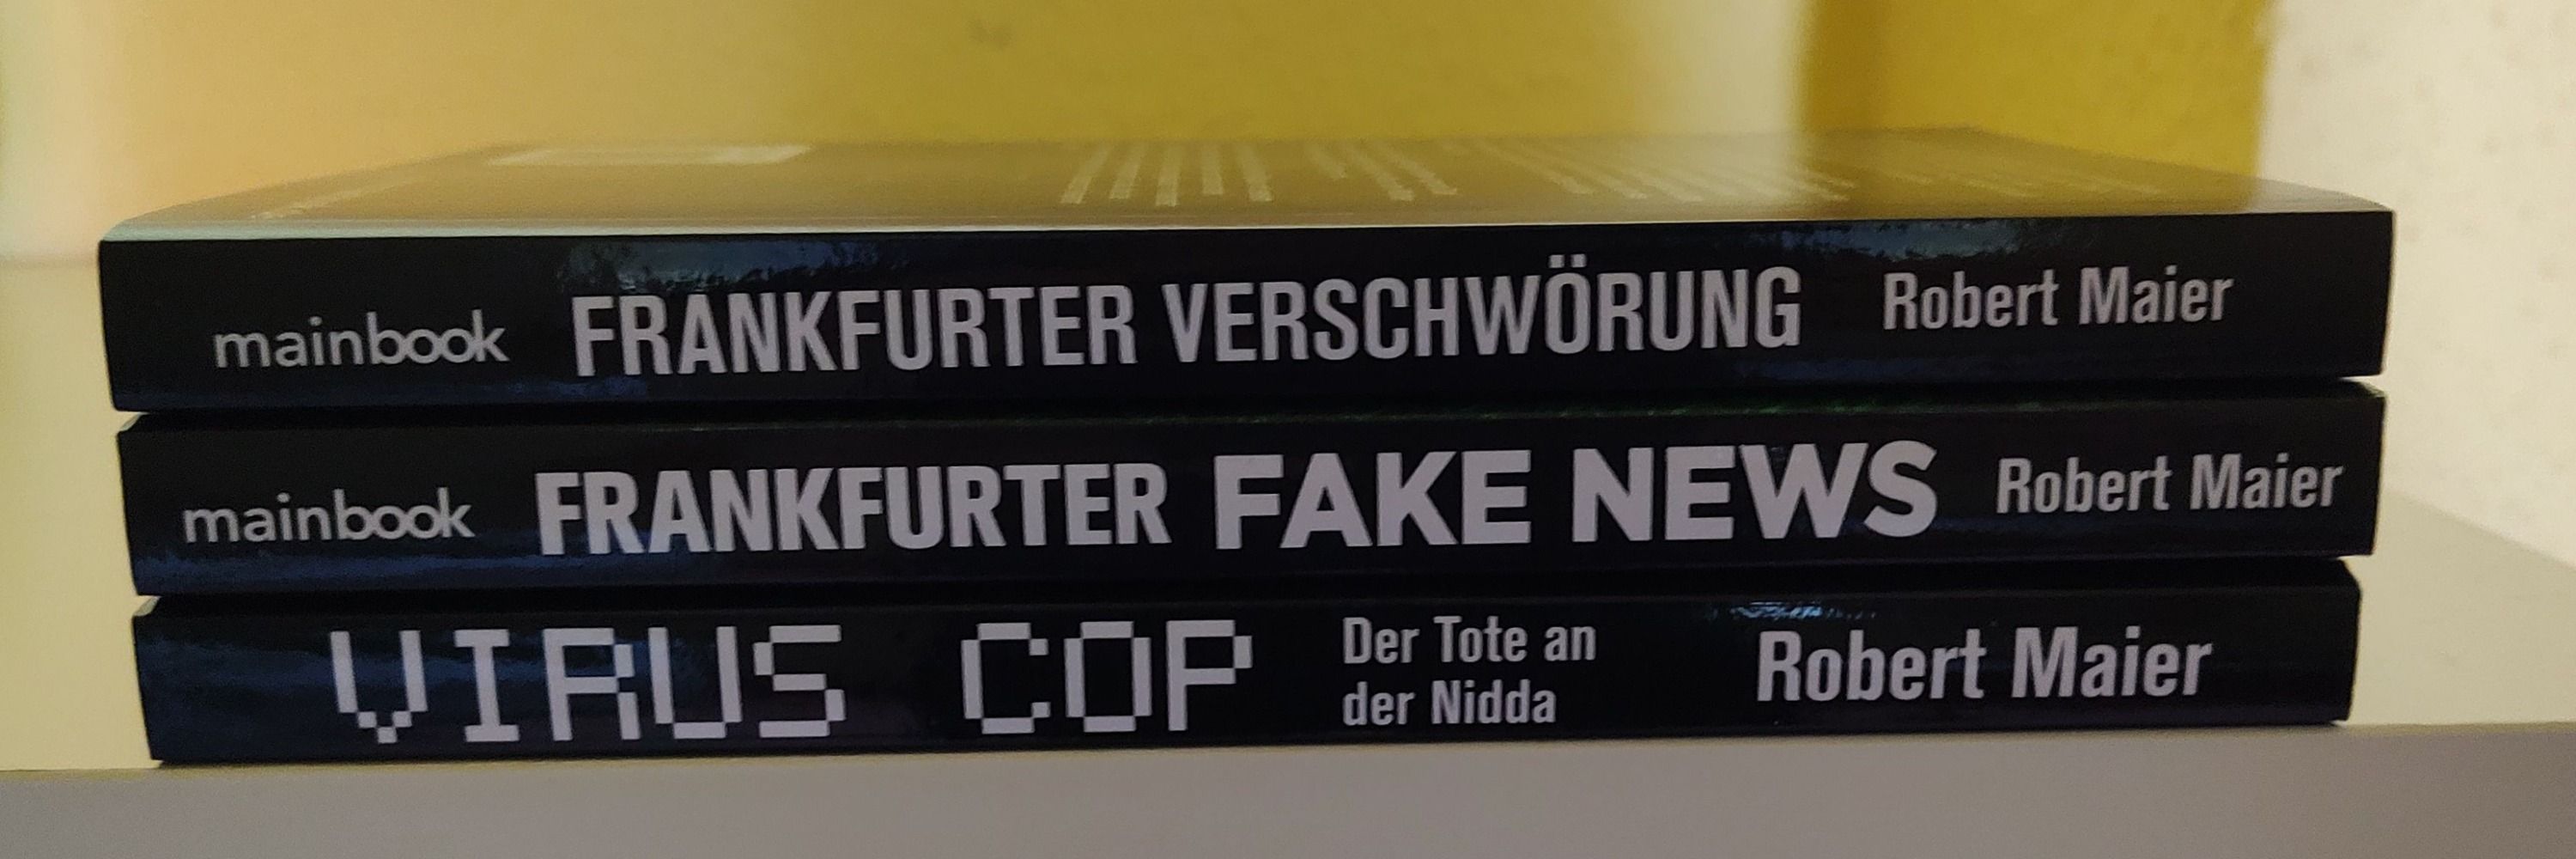 mainbook FRANKFURTER VERSCHWÖRUNG Robert Maier
mainbook FRANKFURTER FAKE NEWS Robert Maier
VIRUS COP
Der Tote an
der Nidda
Robert Maier